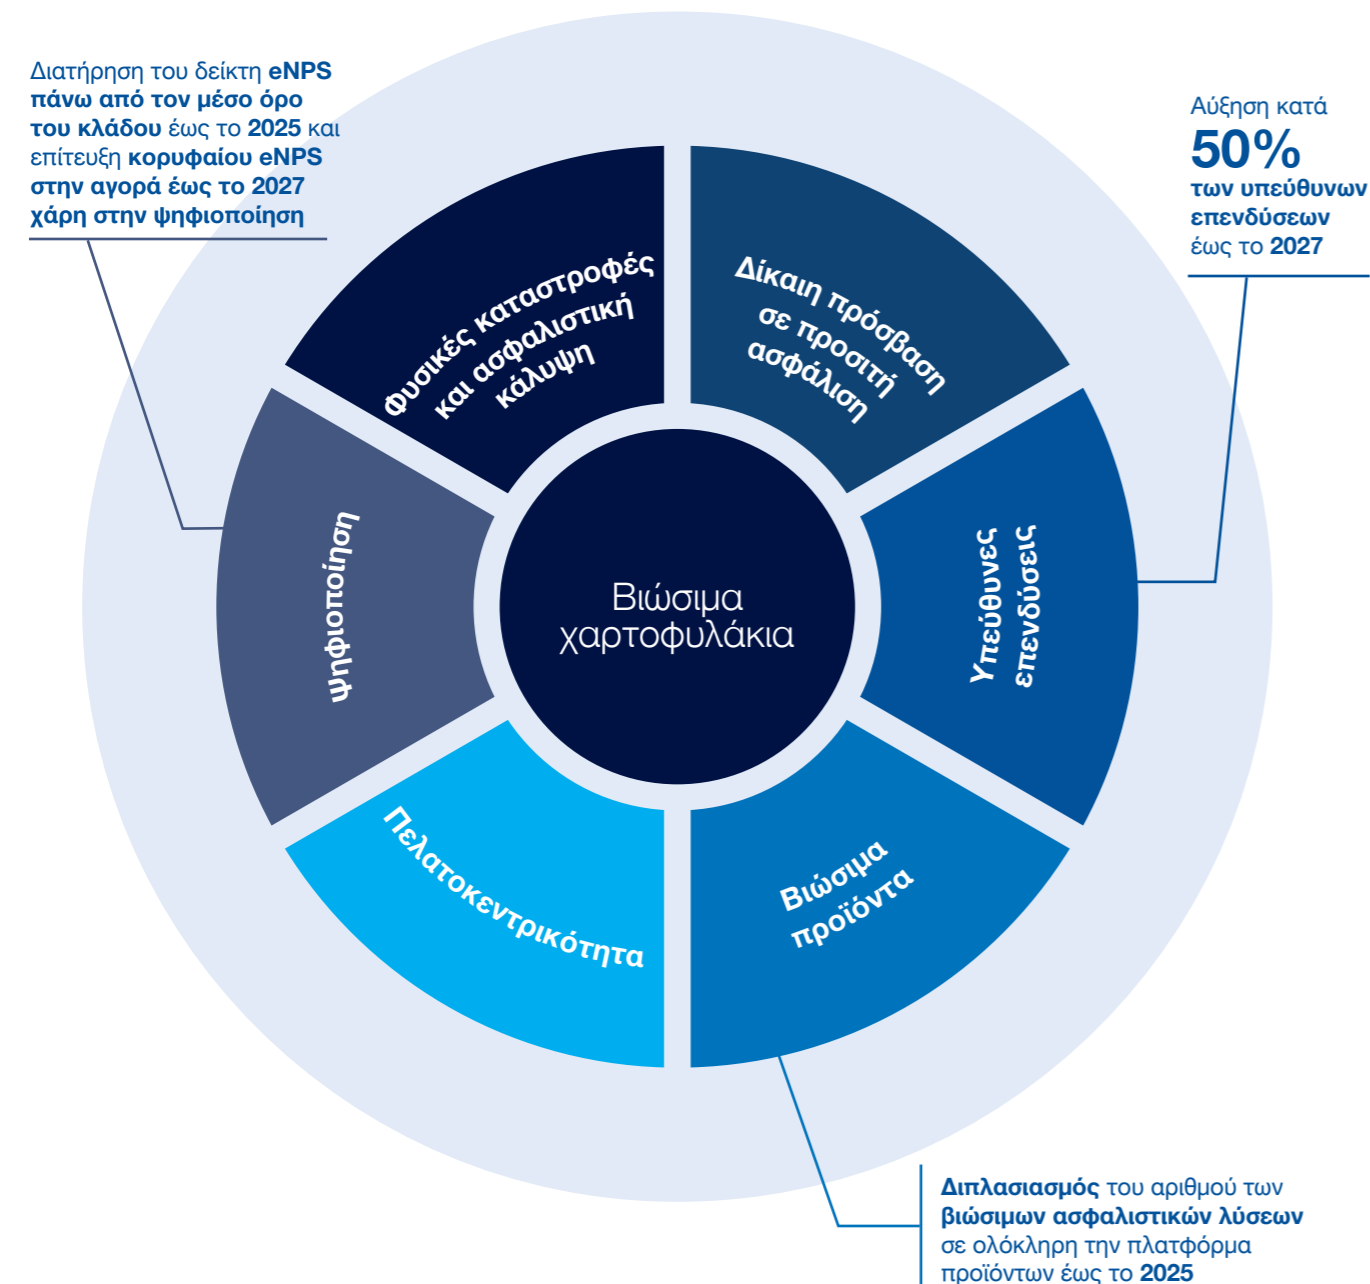 Διατήρηση του δείκτη eNPS
πάνω από τον μέσο όρο
του κλάδου έως το 2025 και
επίτευξη κορυφαίου eNPS
στην αγορά έως το 2027
χάρη στην ψηφιοποίηση
Αύξηση κατά
50%
των υπεύθυνων
επενδύσεων
έως το 2027
Φυσικές καταστροφές
και ασφαλιστική
κάλυψη
Δίκαιη πρόσβαση
σε προσιτή
ασφάλιση
ψηφιοποίηση
Βιώσιμα
χαρτοφυλάκια
Υπεύθυνες
επενδύσεις
Πελατοκεντρικότητα
Βιώσιμα
προϊόντα
Διπλασιασμός του αριθμού των
βιώσιμων ασφαλιστικών λύσεων
σε ολόκληρη την πλατφόρμα
προϊόντων έως το 2025